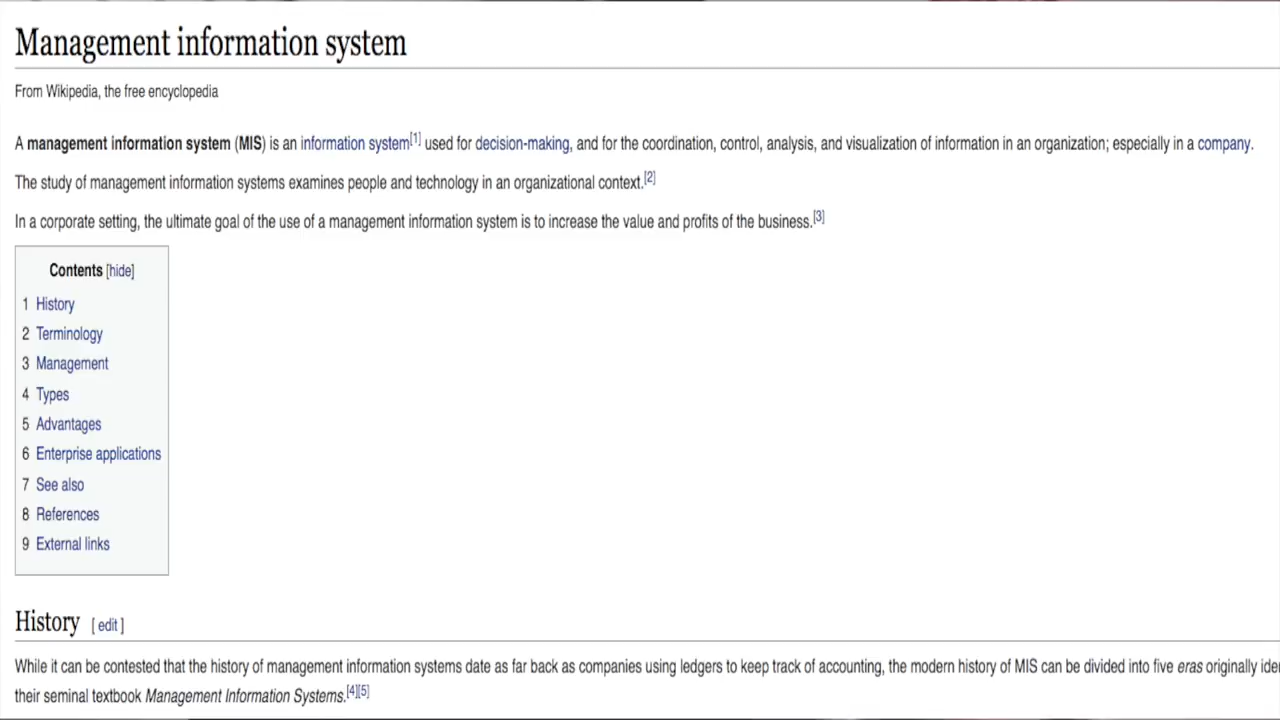 Management information system
From Wikipedia, the free encyclopedia
A management information system (MIS) is an information system[1] used for decision-making, and for the coordination, control, analysis, and visualization of information in an organization; especially in a company.
The study of management information systems examines people and technology in an organizational context.[2]
In a corporate setting, the ultimate goal of the use of a management information system is to increase the value and profits of the business.[3]
Contents [hide]
1 History
2 Terminology
3 Management
4 Types
5 Advantages
6 Enterprise applications
7 See also
8 References
9 External links
History [ edit ]
While it can be contested that the history of management information systems date as far back as companies using ledgers to keep track of accounting, the modern history of MIS can be divided into five eras originally
their seminal textbook Management Information Systems.[4][5]